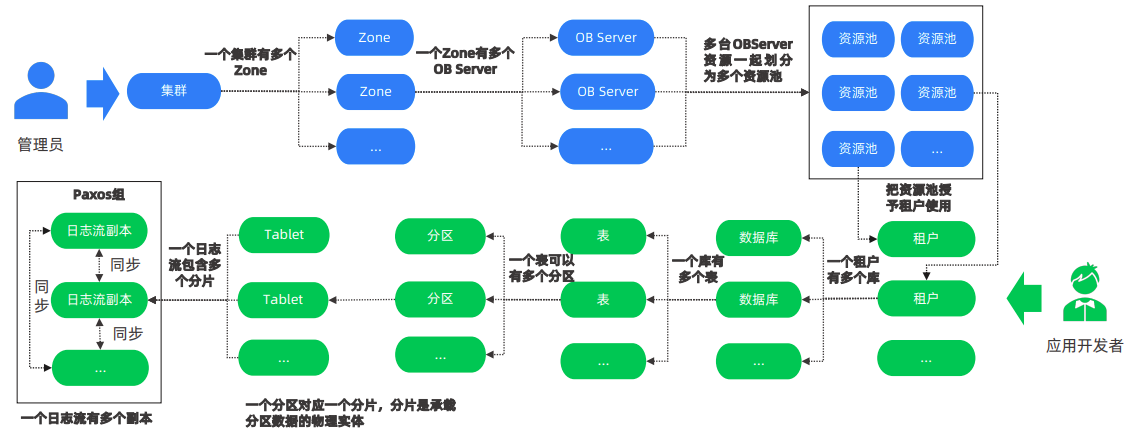 管理员
集群
一个集群有多个
Zone
Zone
Zone
...
一个Zone有多个
OB Server
OB Server
OB Server
...
多台OBServer
资源一起划分
为多个资源池
资源池
资源池
资源池
资源池
资源池
...
把资源池授
予租户使用
租户
租户
...
应用开发者
一个租户
有多个库
数据库
数据库
...
一个库有
多个表
表
表
...
一个表可以
有多个分区
分区
分区
...
Tablet
Tablet
...
一个分区对应一个分片，分片是承载
分区数据的物理实体
一个日志
流包含多
个分片
Paxos组
日志流副本
同步
日志流副本
同步
...
同
步
一个日志流有多个副本